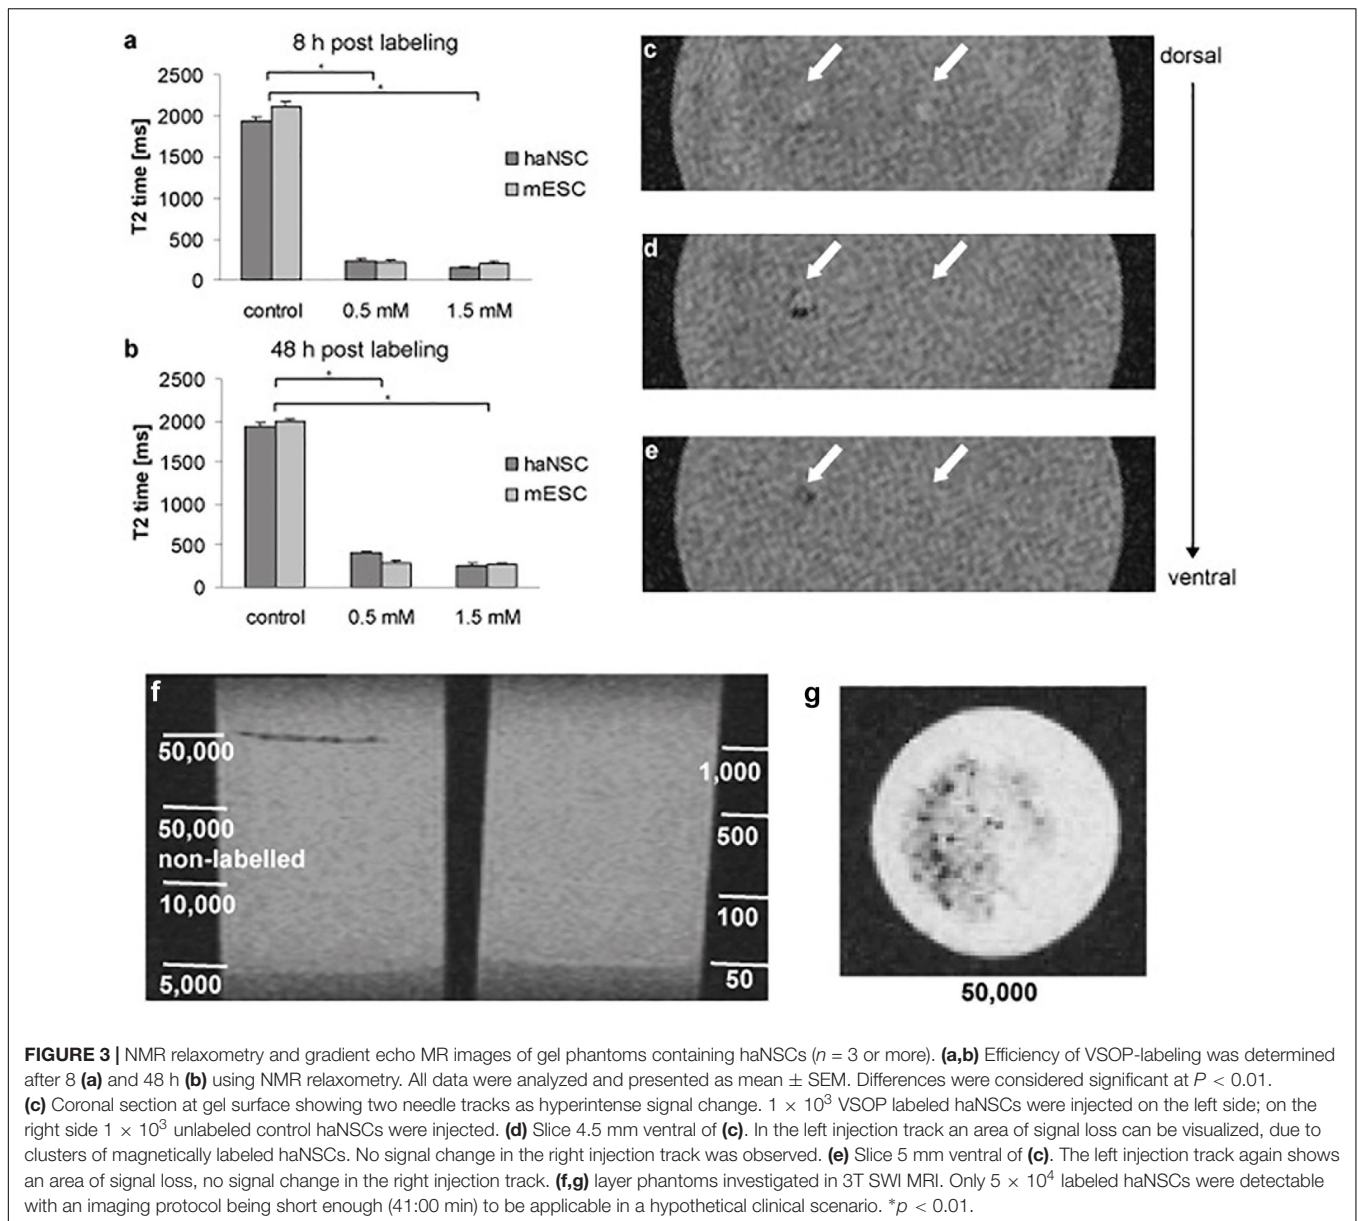 a
8 h post labeling
*
*
2500
2000
1500
1000
500
0
T2 time [ms]
haNSC
mESC
control 0.5 mM 1.5 mM
b
48 h post labeling
*
*
2500
2000
1500
1000
500
0
T2 time [ms]
haNSC
mESC
control 0.5 mM 1.5 mM
c
d
e
dorsal
ventral
f
50,000
50,000
non-labelled
10,000
5,000
1,000
500
100
50
g
50,000
FIGURE 3 | NMR relaxometry and gradient echo MR images of gel phantoms containing haNSCs (n = 3 or more). (a,b) Efficiency of VSOP-labeling was determined
after 8 (a) and 48 h (b) using NMR relaxometry. All data were analyzed and presented as mean ± SEM. Differences were considered significant at P < 0.01.
(c) Coronal section at gel surface showing two needle tracks as hyperintense signal change. 1 × 10³ VSOP labeled haNSCs were injected on the left side; on the
right side 1 × 10³ unlabeled control haNSCs were injected. (d) Slice 4.5 mm ventral of (c). In the left injection track an area of signal loss can be visualized, due to
clusters of magnetically labeled haNSCs. No signal change in the right injection track was observed. (e) Slice 5 mm ventral of (c). The left injection track again shows
an area of signal loss, no signal change in the right injection track. (f,g) layer phantoms investigated in 3T SWI MRI. Only 5 × 10⁴ labeled haNSCs were detectable
with an imaging protocol being short enough (41:00 min) to be applicable in a hypothetical clinical scenario. *p < 0.01.